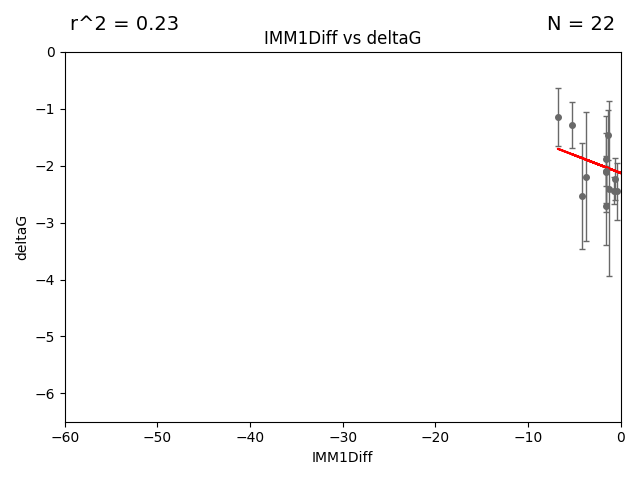 r^2 = 0.23
N = 22
IMM1Diff vs deltaG
0
−1
−2
−3
−4
−5
−6
deltaG
−60 −50 −40 −30 −20 −10 0
IMM1Diff